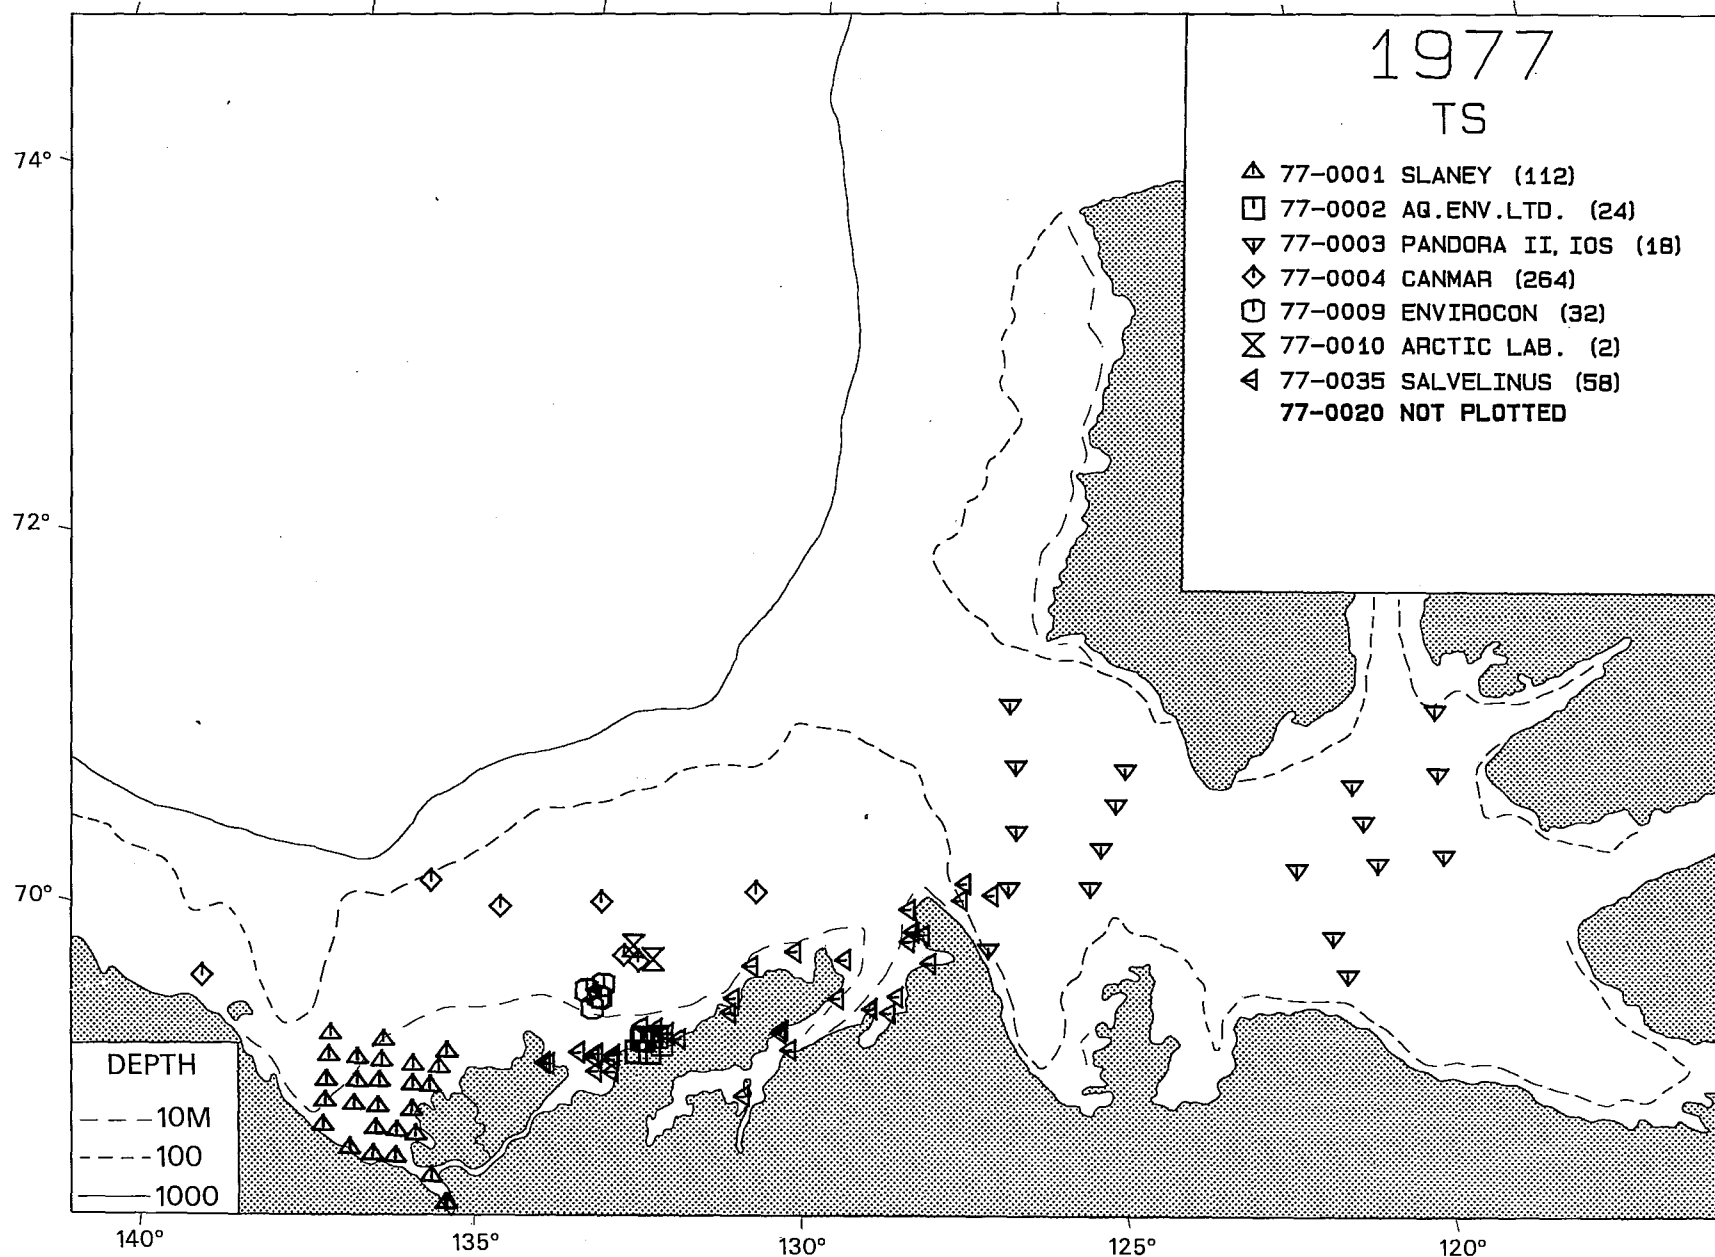 1977
TS
77-0001 SLANEY (112)
77-0002 AQ.ENV.LTD. (24)
77-0003 PANDORA II, IOS (18)
77-0004 CANMAR (264)
77-0009 ENVIROCON (32)
77-0010 ARCTIC LAB. (2)
77-0035 SALVELINUS (58)
77-0020 NOT PLOTTED
74°
72°
70°
DEPTH
10M
100
1000
140°
135°
130°
125°
120°